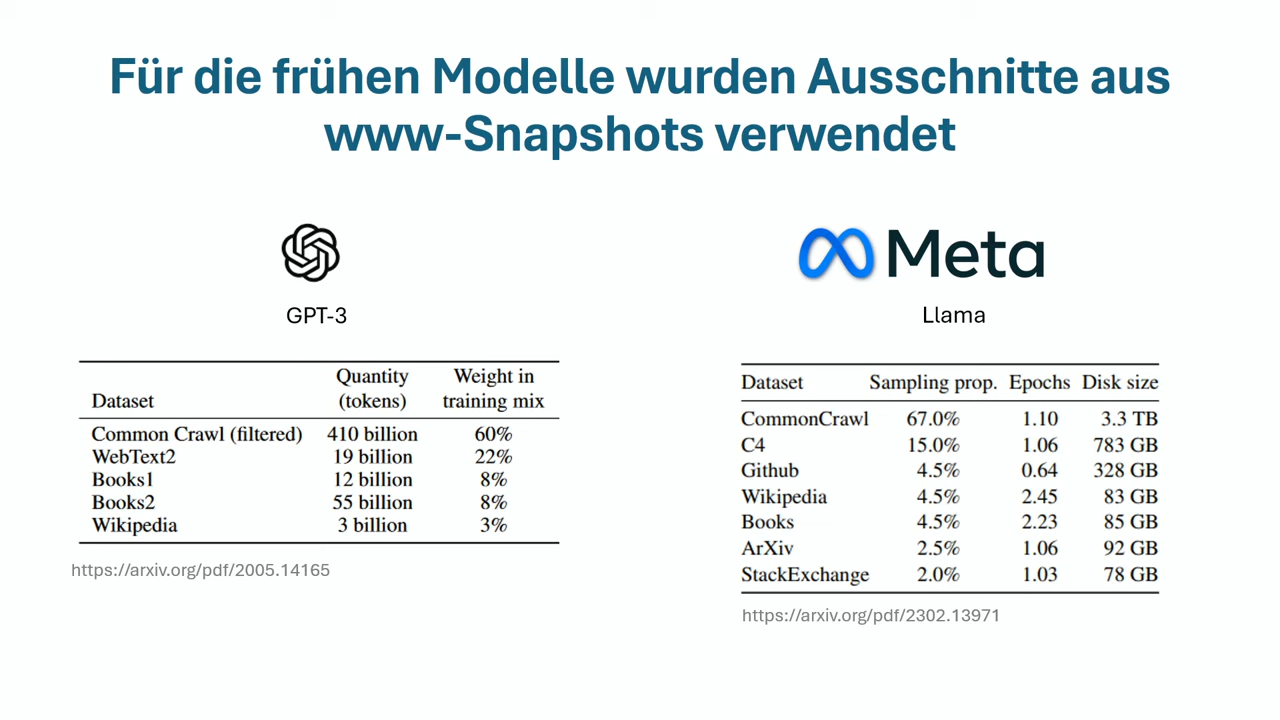 Für die frühen Modelle wurden Ausschnitte aus
www-Snapshots verwendet
GPT-3
Quantity Weight in
Dataset (tokens) training mix
Common Crawl (filtered) 410 billion 60%
WebText2 19 billion 22%
Books1 12 billion 8%
Books2 55 billion 8%
Wikipedia 3 billion 3%
https://arxiv.org/pdf/2005.14165
Meta
Llama
Dataset Sampling prop. Epochs Disk size
CommonCrawl 67.0% 1.10 3.3 TB
C4 15.0% 1.06 783 GB
Github 4.5% 0.64 328 GB
Wikipedia 4.5% 2.45 83 GB
Books 4.5% 2.23 85 GB
ArXiv 2.5% 1.06 92 GB
StackExchange 2.0% 1.03 78 GB
https://arxiv.org/pdf/2302.13971